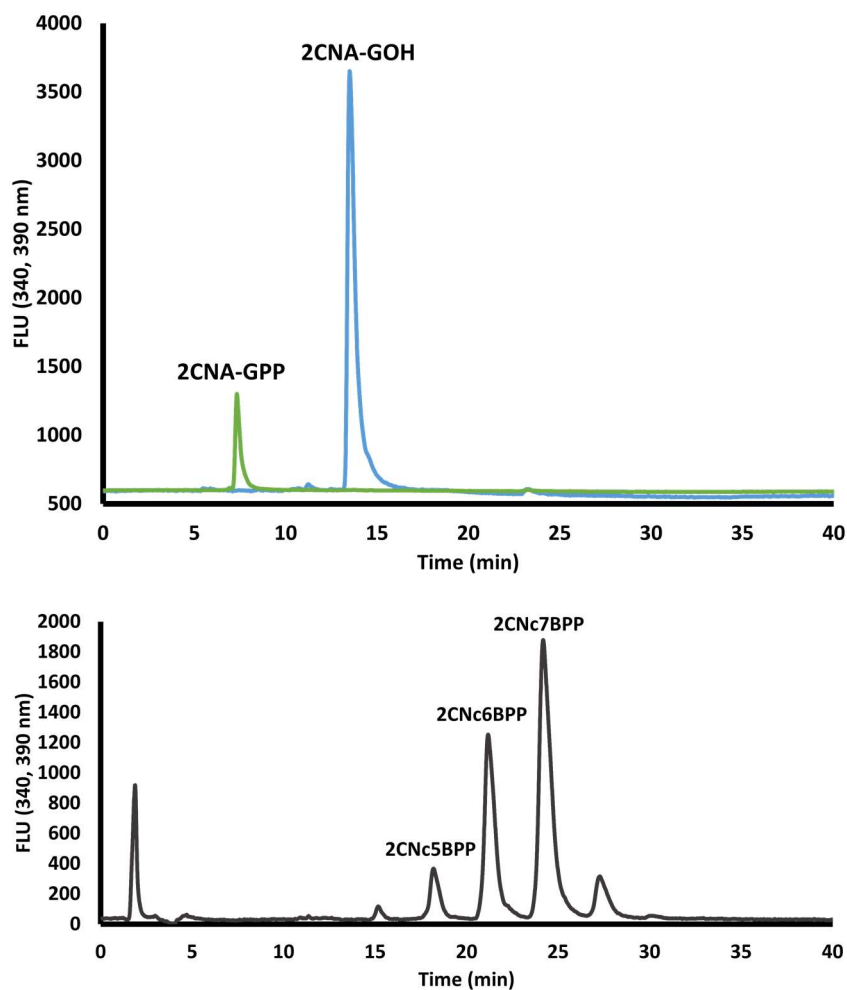 4000
3500
3000
2500
2000
1500
1000
500
FLU (340, 390 nm)
2CNA-GOH
2CNA-GPP
0 5 10 15 20 25 30 35 40
Time (min)
2000
1800
1600
1400
1200
1000
800
600
400
200
0
FLU (340, 390 nm)
2CNc7BPP
2CNc6BPP
2CNc5BPP
0 5 10 15 20 25 30 35 40
Time (min)